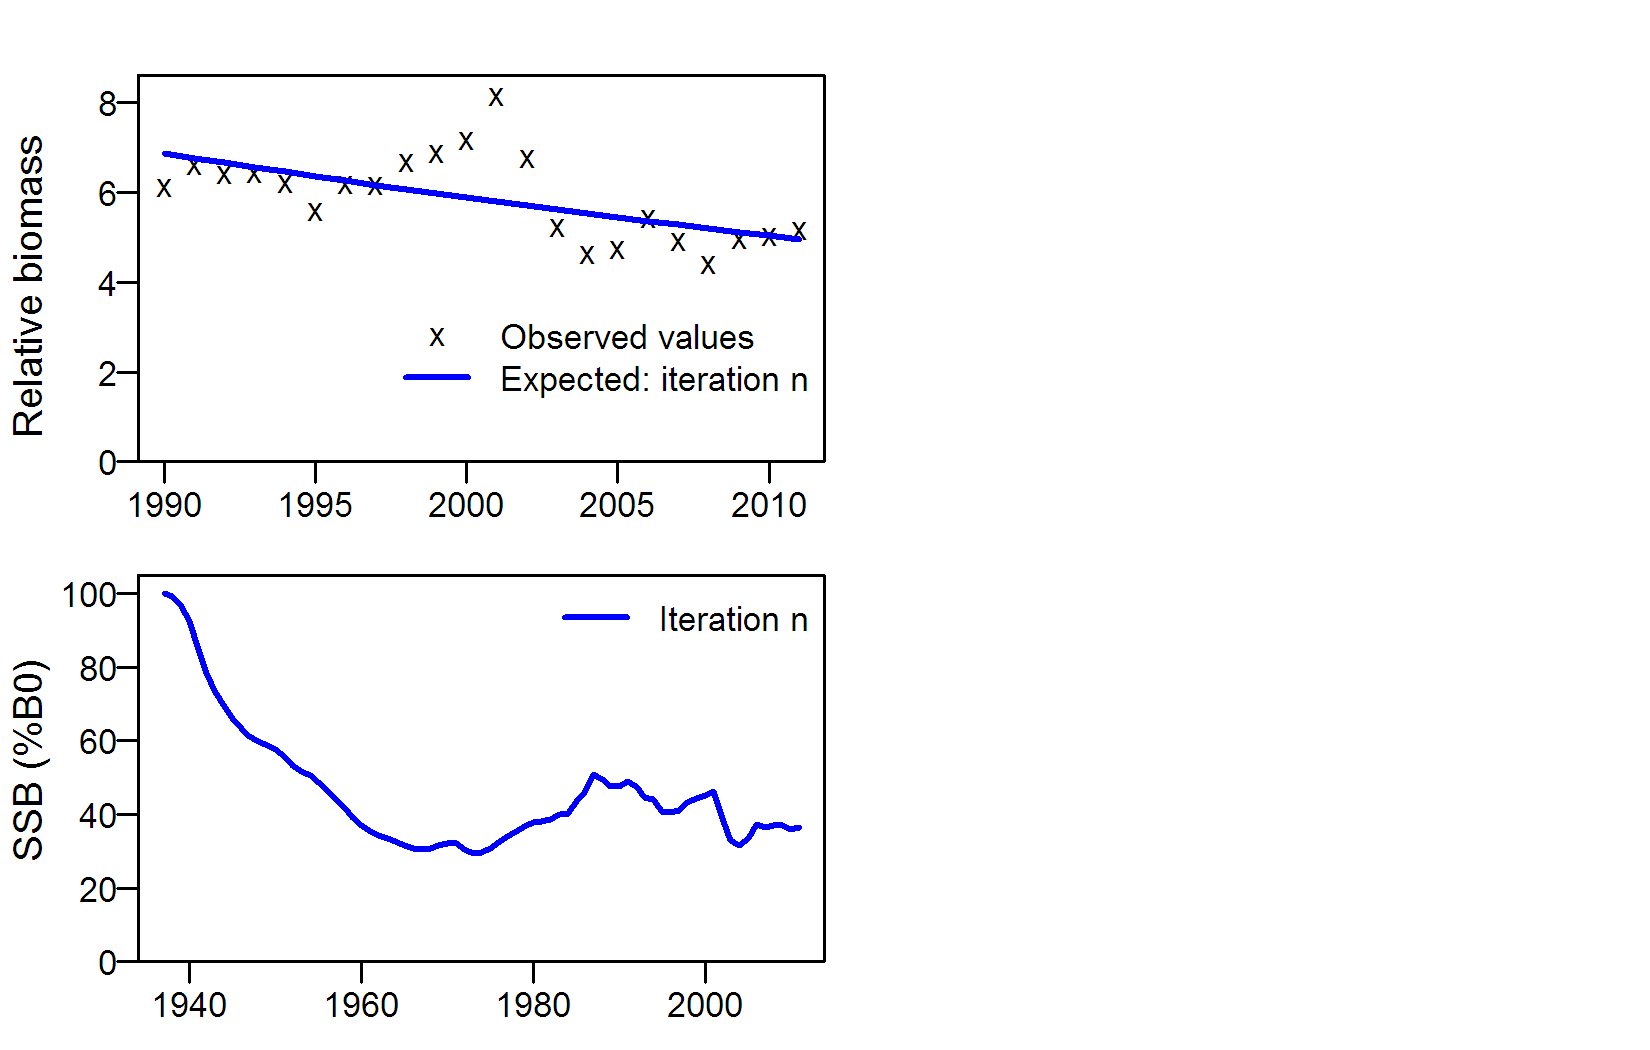 Relative biomass
8
6
4
2
0
x Observed values
Expected: iteration n
1990 1995 2000 2005 2010
SSB (%B0)
100
80
60
40
20
0
Iteration n
1940 1960 1980 2000